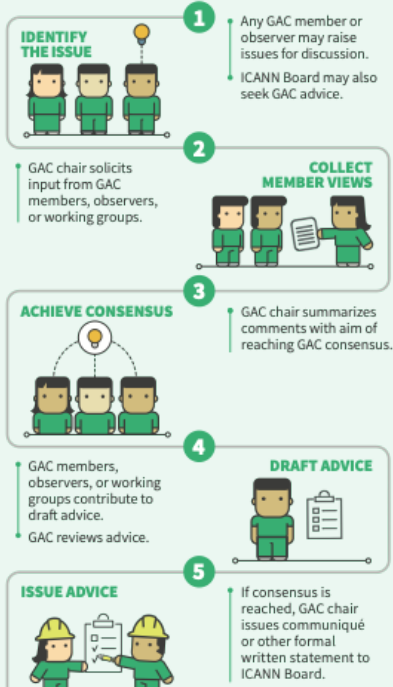 1
IDENTIFY
THE ISSUE
Any GAC member or
observer may raise
issues for discussion.
ICANN Board may also
seek GAC advice.
2
GAC chair solicits
input from GAC
members, observers,
or working groups.
COLLECT
MEMBER VIEWS
3
ACHIEVE CONSENSUS
GAC chair summarizes
comments with aim of
reaching GAC consensus.
4
GAC members,
observers, or working
groups contribute to
draft advice.
GAC reviews advice.
DRAFT ADVICE
5
ISSUE ADVICE
If consensus is
reached, GAC chair
issues communiqué
or other formal
written statement to
ICANN Board.